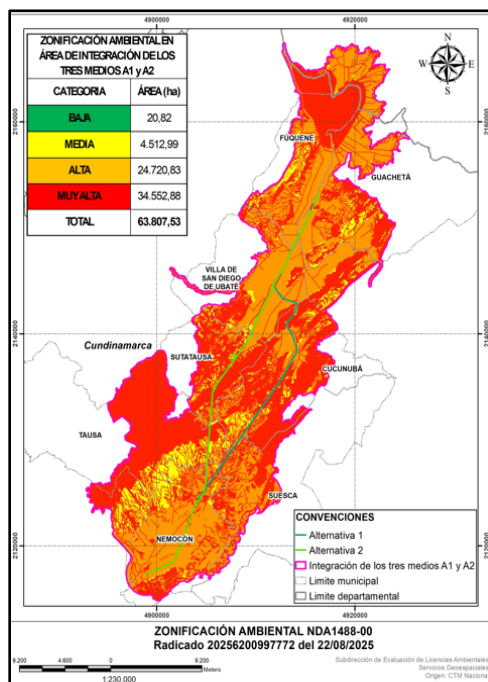 4900000
4920000
ZONIFICACIÓN AMBIENTAL EN
ÁREA DE INTEGRACIÓN DE LOS
TRES MEDIOS A1 y A2
CATEGORIA ÁREA (ha)
BAJA 20,82
MEDIA 4.512,99
ALTA 24.720,83
MUY ALTA 34.552,88
TOTAL 63.807,53
N
W E
S
2160000
2160000
FÚQUENE
GUACHETÁ
VILLA DE
SAN DIEGO
DE UBATÉ
2140000
2140000
Cundinamarca
SUTATAUSA
CUCUNUBÁ
TAUSA
SUESCA
NEMOCÓN
2120000
2120000
CONVENCIONES
Alternativa 1
Alternativa 2
Integración de los tres medios A1 y A2
Limite municipal
Limite departamental
4900000
4920000
ZONIFICACIÓN AMBIENTAL NDA1488-00
Radicado 20256200997772 del 22/08/2025
9.200 4.600 0 9.200
Meters
1:230.000
Subdirección de Evaluación de Licencias Ambientales
Servicios Geoespaciales
Origen: CTM Nacional